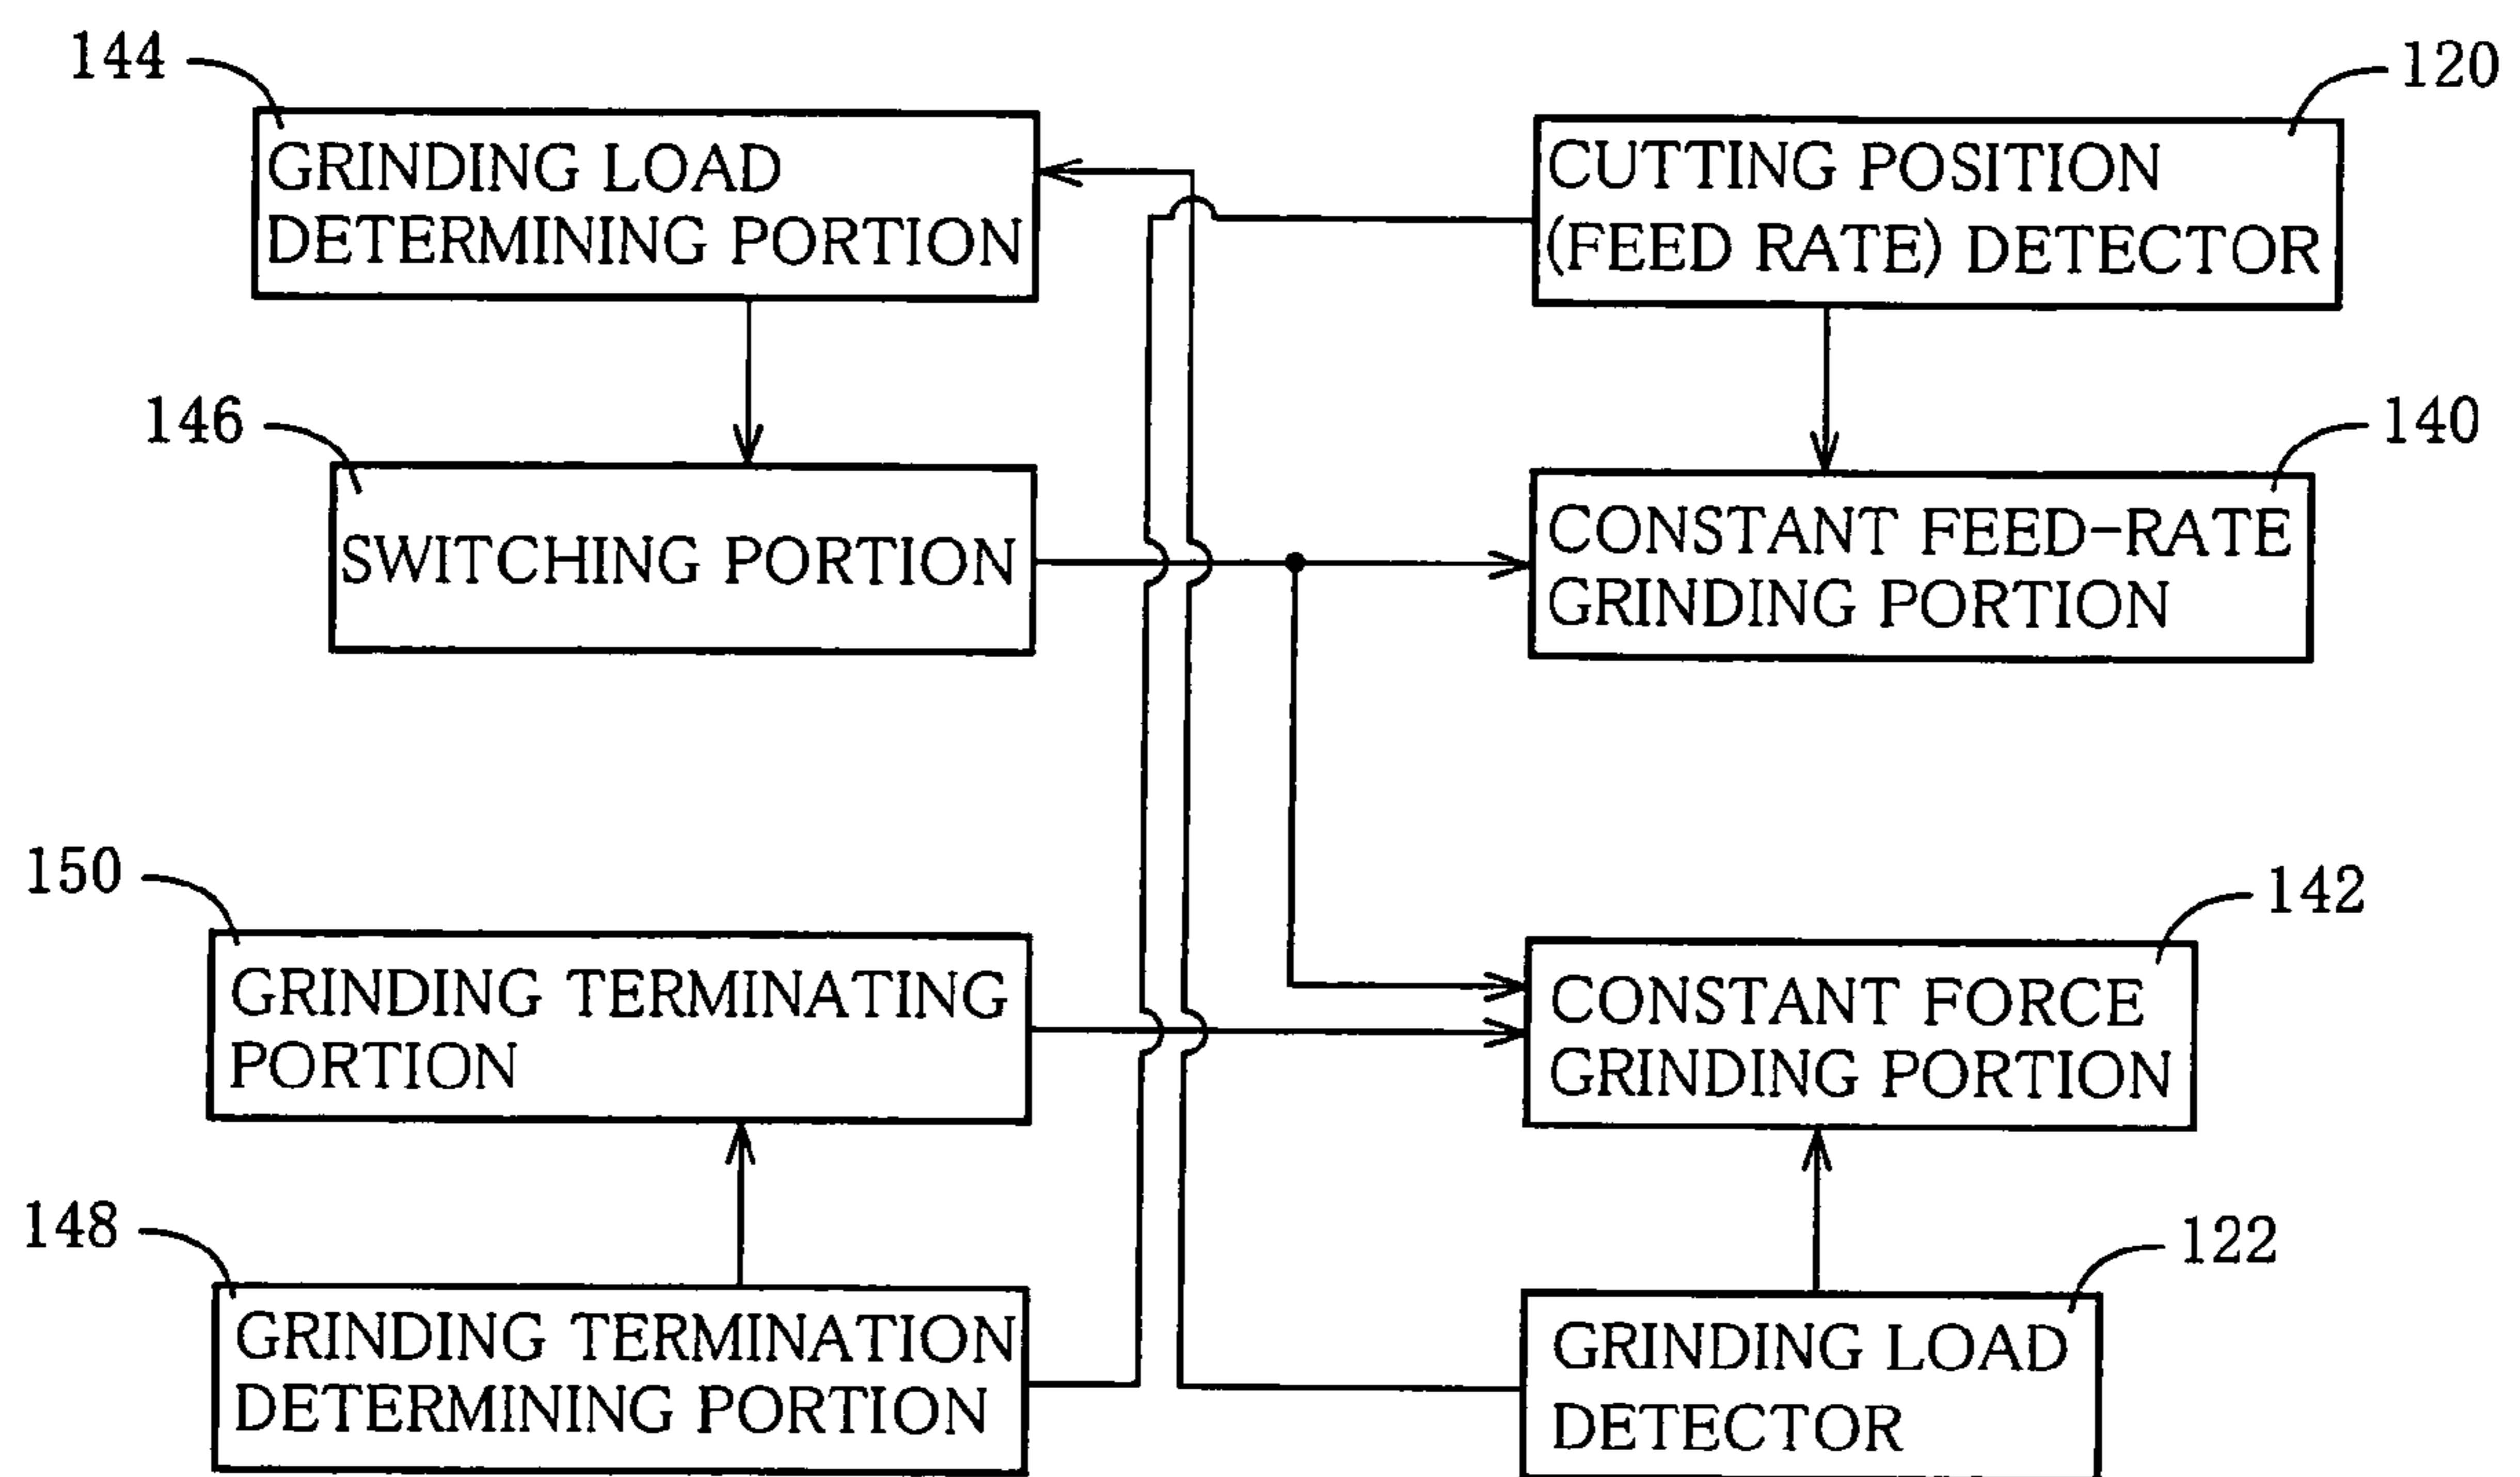 144
GRINDING LOAD
DETERMINING PORTION
120
CUTTING POSITION
(FEED RATE) DETECTOR
146
SWITCHING PORTION
140
CONSTANT FEED-RATE
GRINDING PORTION
150
GRINDING TERMINATING
PORTION
142
CONSTANT FORCE
GRINDING PORTION
148
GRINDING TERMINATION
DETERMINING PORTION
122
GRINDING LOAD
DETECTOR